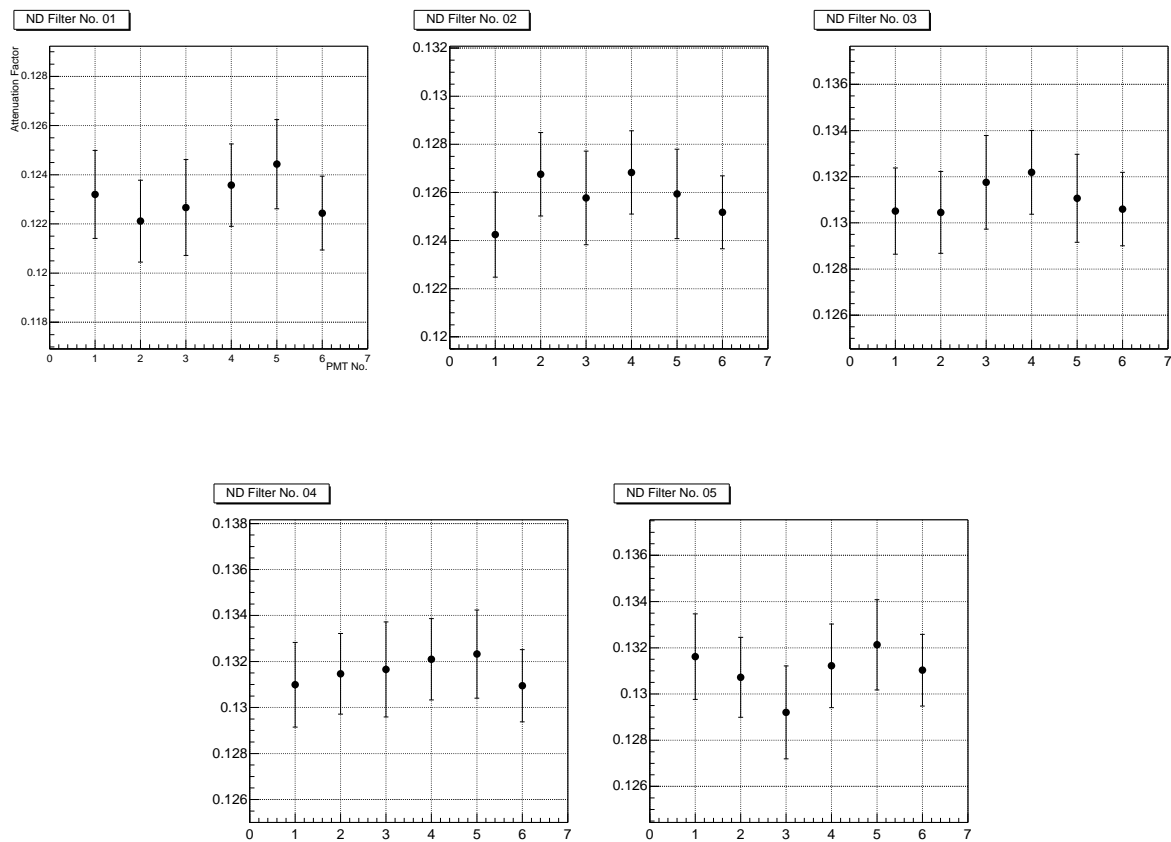 ND Filter No. 01
Attenuation Factor
0.128
0.126
0.124
0.122
0.12
0.118
0 1 2 3 4 5 6 7
PMT No.
ND Filter No. 02
0.132
0.13
0.128
0.126
0.124
0.122
0.12
0 1 2 3 4 5 6 7
ND Filter No. 03
0.136
0.134
0.132
0.13
0.128
0.126
0 1 2 3 4 5 6 7
ND Filter No. 04
0.138
0.136
0.134
0.132
0.13
0.128
0.126
0 1 2 3 4 5 6 7
ND Filter No. 05
0.136
0.134
0.132
0.13
0.128
0.126
0 1 2 3 4 5 6 7